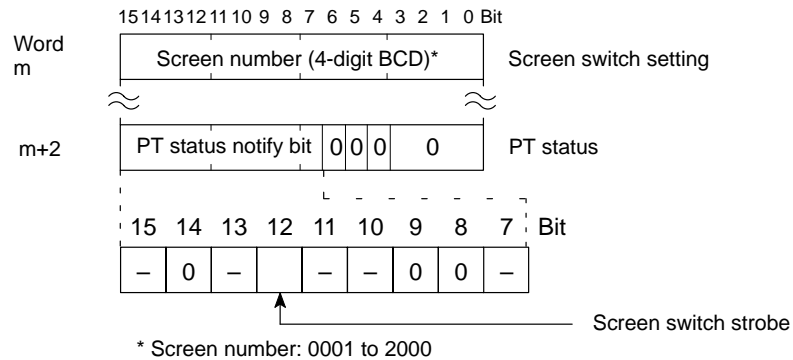 15 14 13 12 11 10 9 8 7 6 5 4 3 2 1 0 Bit
Word
m
Screen number (4-digit BCD)*
Screen switch setting
m+2
PT status notify bit 0 0 0 0
PT status
15 14 13 12 11 10 9 8 7 Bit
– 0 – – – 0 0 –
Screen switch strobe
* Screen number: 0001 to 2000